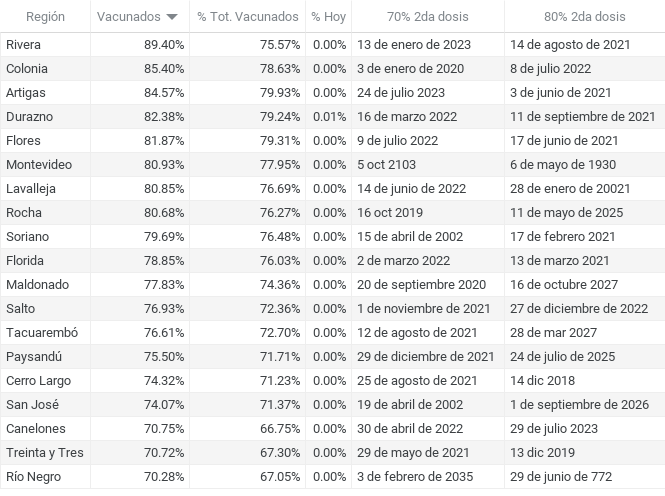 Región Vacunados % Tot. Vacunados % Hoy 70% 2da dosis 80% 2da dosis
Rivera 89.40% 75.57% 0.00% 13 de enero de 2023 14 de agosto de 2021
Colonia 85.40% 78.63% 0.00% 3 de enero de 2020 8 de julio 2022
Artigas 84.57% 79.93% 0.00% 24 de julio 2023 3 de junio de 2021
Durazno 82.38% 79.24% 0.01% 16 de marzo 2022 11 de septiembre de 2021
Flores 81.87% 79.31% 0.00% 9 de julio 2022 17 de junio de 2021
Montevideo 80.93% 77.95% 0.00% 5 oct 2103 6 de mayo de 1930
Lavalleja 80.85% 76.69% 0.00% 14 de junio de 2022 28 de enero de 20021
Rocha 80.68% 76.27% 0.00% 16 oct 2019 11 de mayo de 2025
Soriano 79.69% 76.48% 0.00% 15 de abril de 2002 17 de febrero 2021
Florida 78.85% 76.03% 0.00% 2 de marzo 2022 13 de marzo 2021
Maldonado 77.83% 74.36% 0.00% 20 de septiembre 2020 16 de octubre 2027
Salto 76.93% 72.36% 0.00% 1 de noviembre de 2021 27 de diciembre de 2022
Tacuarembó 76.61% 72.70% 0.00% 12 de agosto de 2021 28 de mar 2027
Paysandú 75.50% 71.71% 0.00% 29 de diciembre de 2021 24 de julio de 2025
Cerro Largo 74.32% 71.23% 0.00% 25 de agosto de 2021 14 dic 2018
San José 74.07% 71.37% 0.00% 19 de abril de 2002 1 de septiembre de 2026
Canelones 70.75% 66.75% 0.00% 30 de abril de 2022 29 de julio 2023
Treinta y Tres 70.72% 67.30% 0.00% 29 de mayo de 2021 13 dic 2019
Río Negro 70.28% 67.05% 0.00% 3 de febrero de 2035 29 de junio de 772